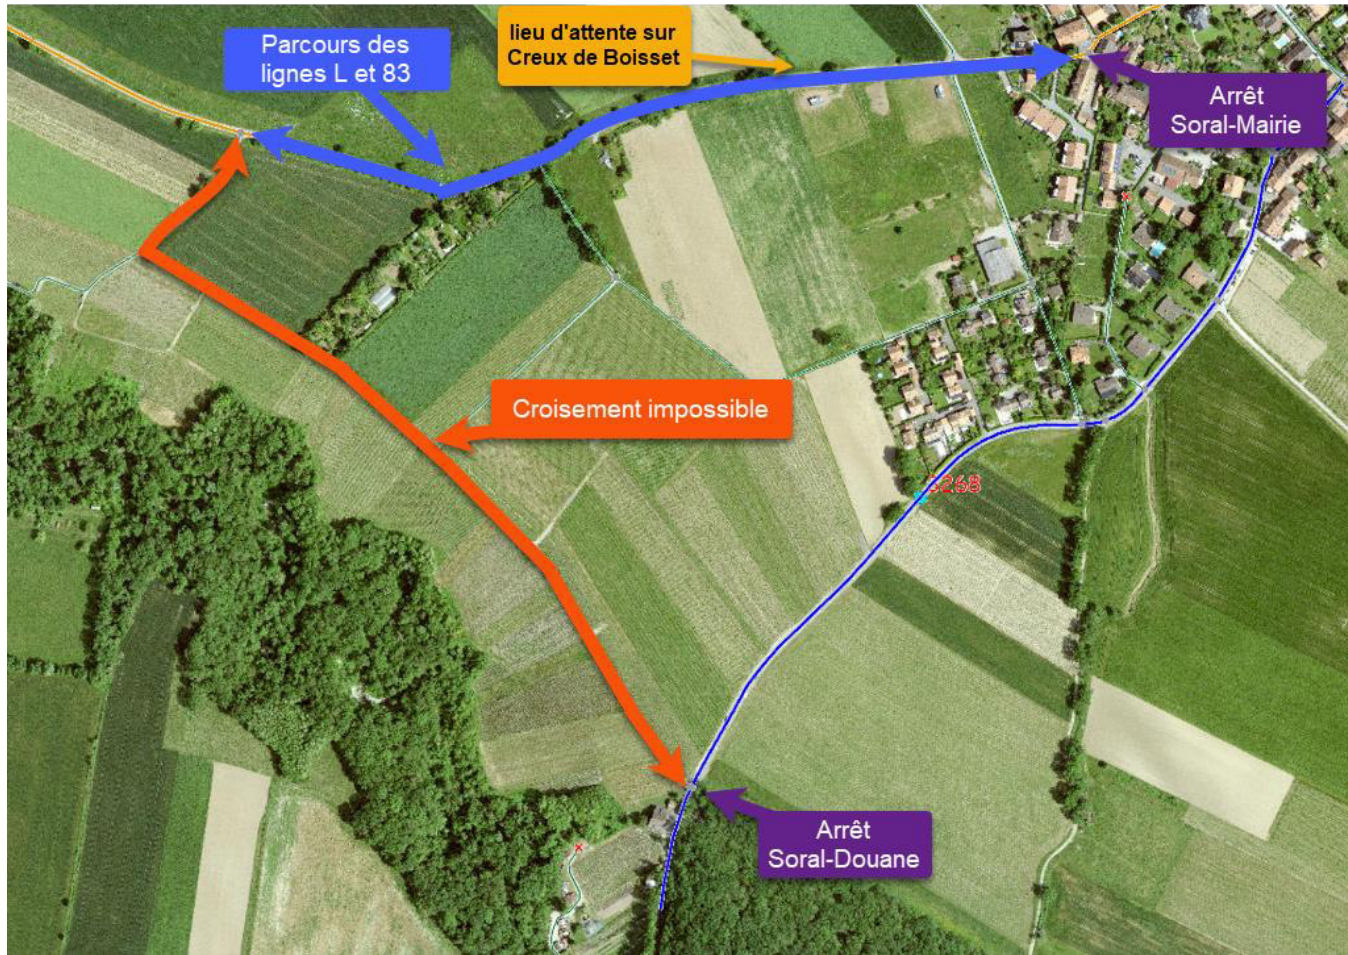 Parcours des
lignes L et 83
lieu d'attente sur
Creux de Boisset
Arrêt
Soral-Mairie
Croisement impossible
Arrêt
Soral-Douane